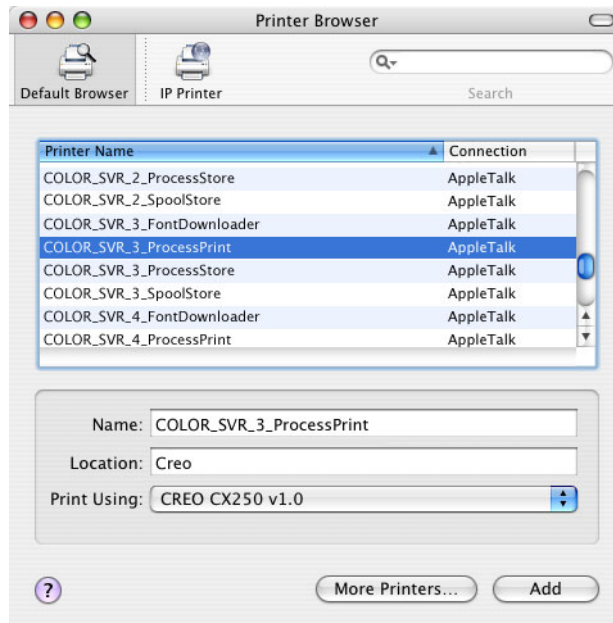 Printer Browser
Default Browser
IP Printer
Search
Printer Name Connection
COLOR_SVR_2_ProcessStore AppleTalk
COLOR_SVR_2_SpoolStore AppleTalk
COLOR_SVR_3_FontDownloader AppleTalk
COLOR_SVR_3_ProcessPrint AppleTalk
COLOR_SVR_3_ProcessStore AppleTalk
COLOR_SVR_3_SpoolStore AppleTalk
COLOR_SVR_4_FontDownloader AppleTalk
COLOR_SVR_4_ProcessPrint AppleTalk
Name: COLOR_SVR_3_ProcessPrint
Location: Creo
Print Using: CREO CX250 v1.0
? More Printers... Add